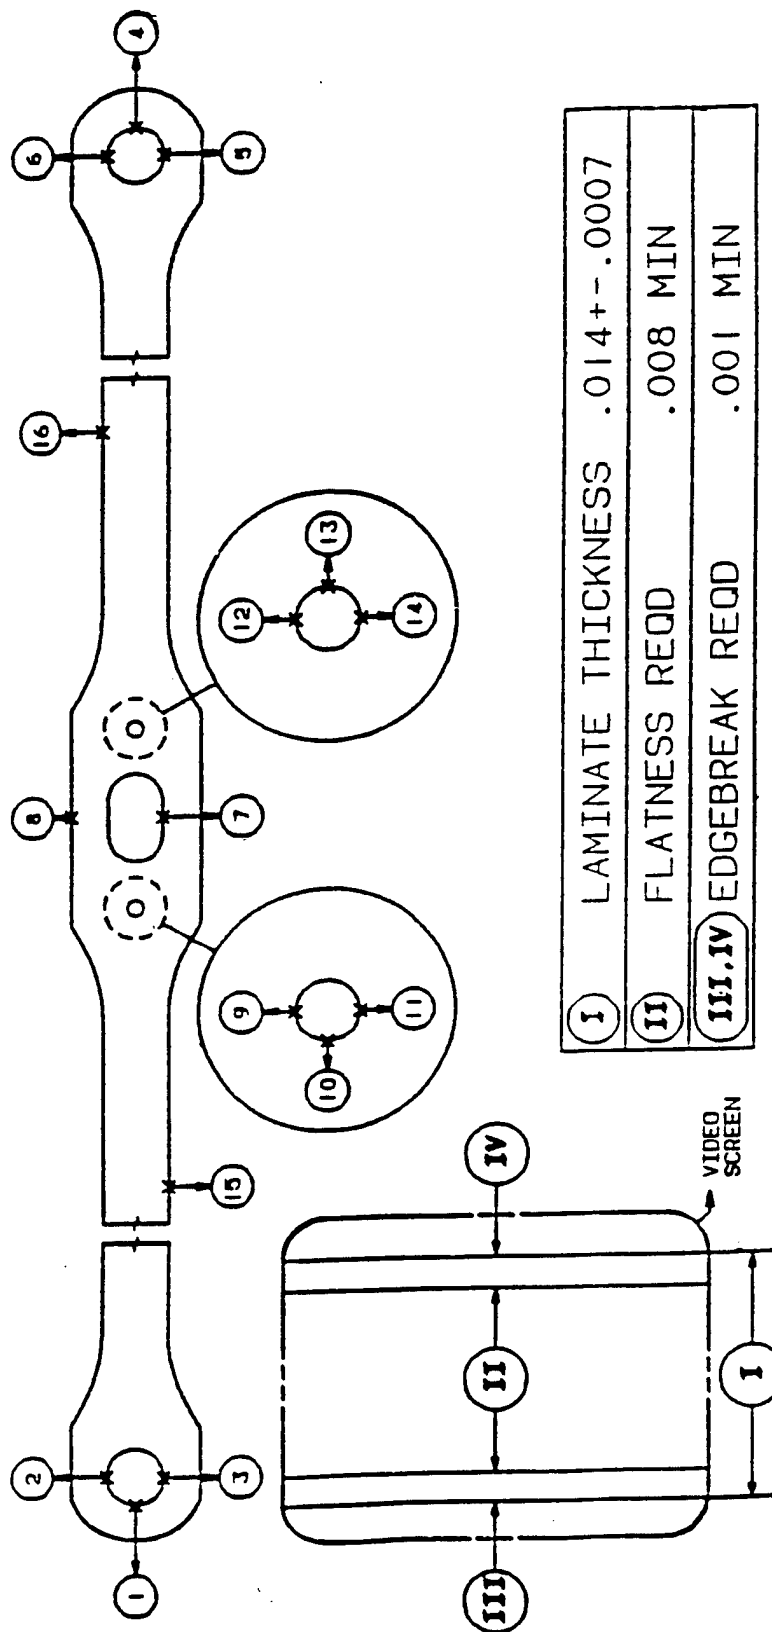 2
6
4
1
3
5
8
16
7
15
9
10
11
12
13
14
III
II
IV
I
VIDEO
SCREEN
I LAMINATE THICKNESS .014+-.0007
II FLATNESS REQD .008 MIN
III.IV EDGEBREAK REQD .001 MIN